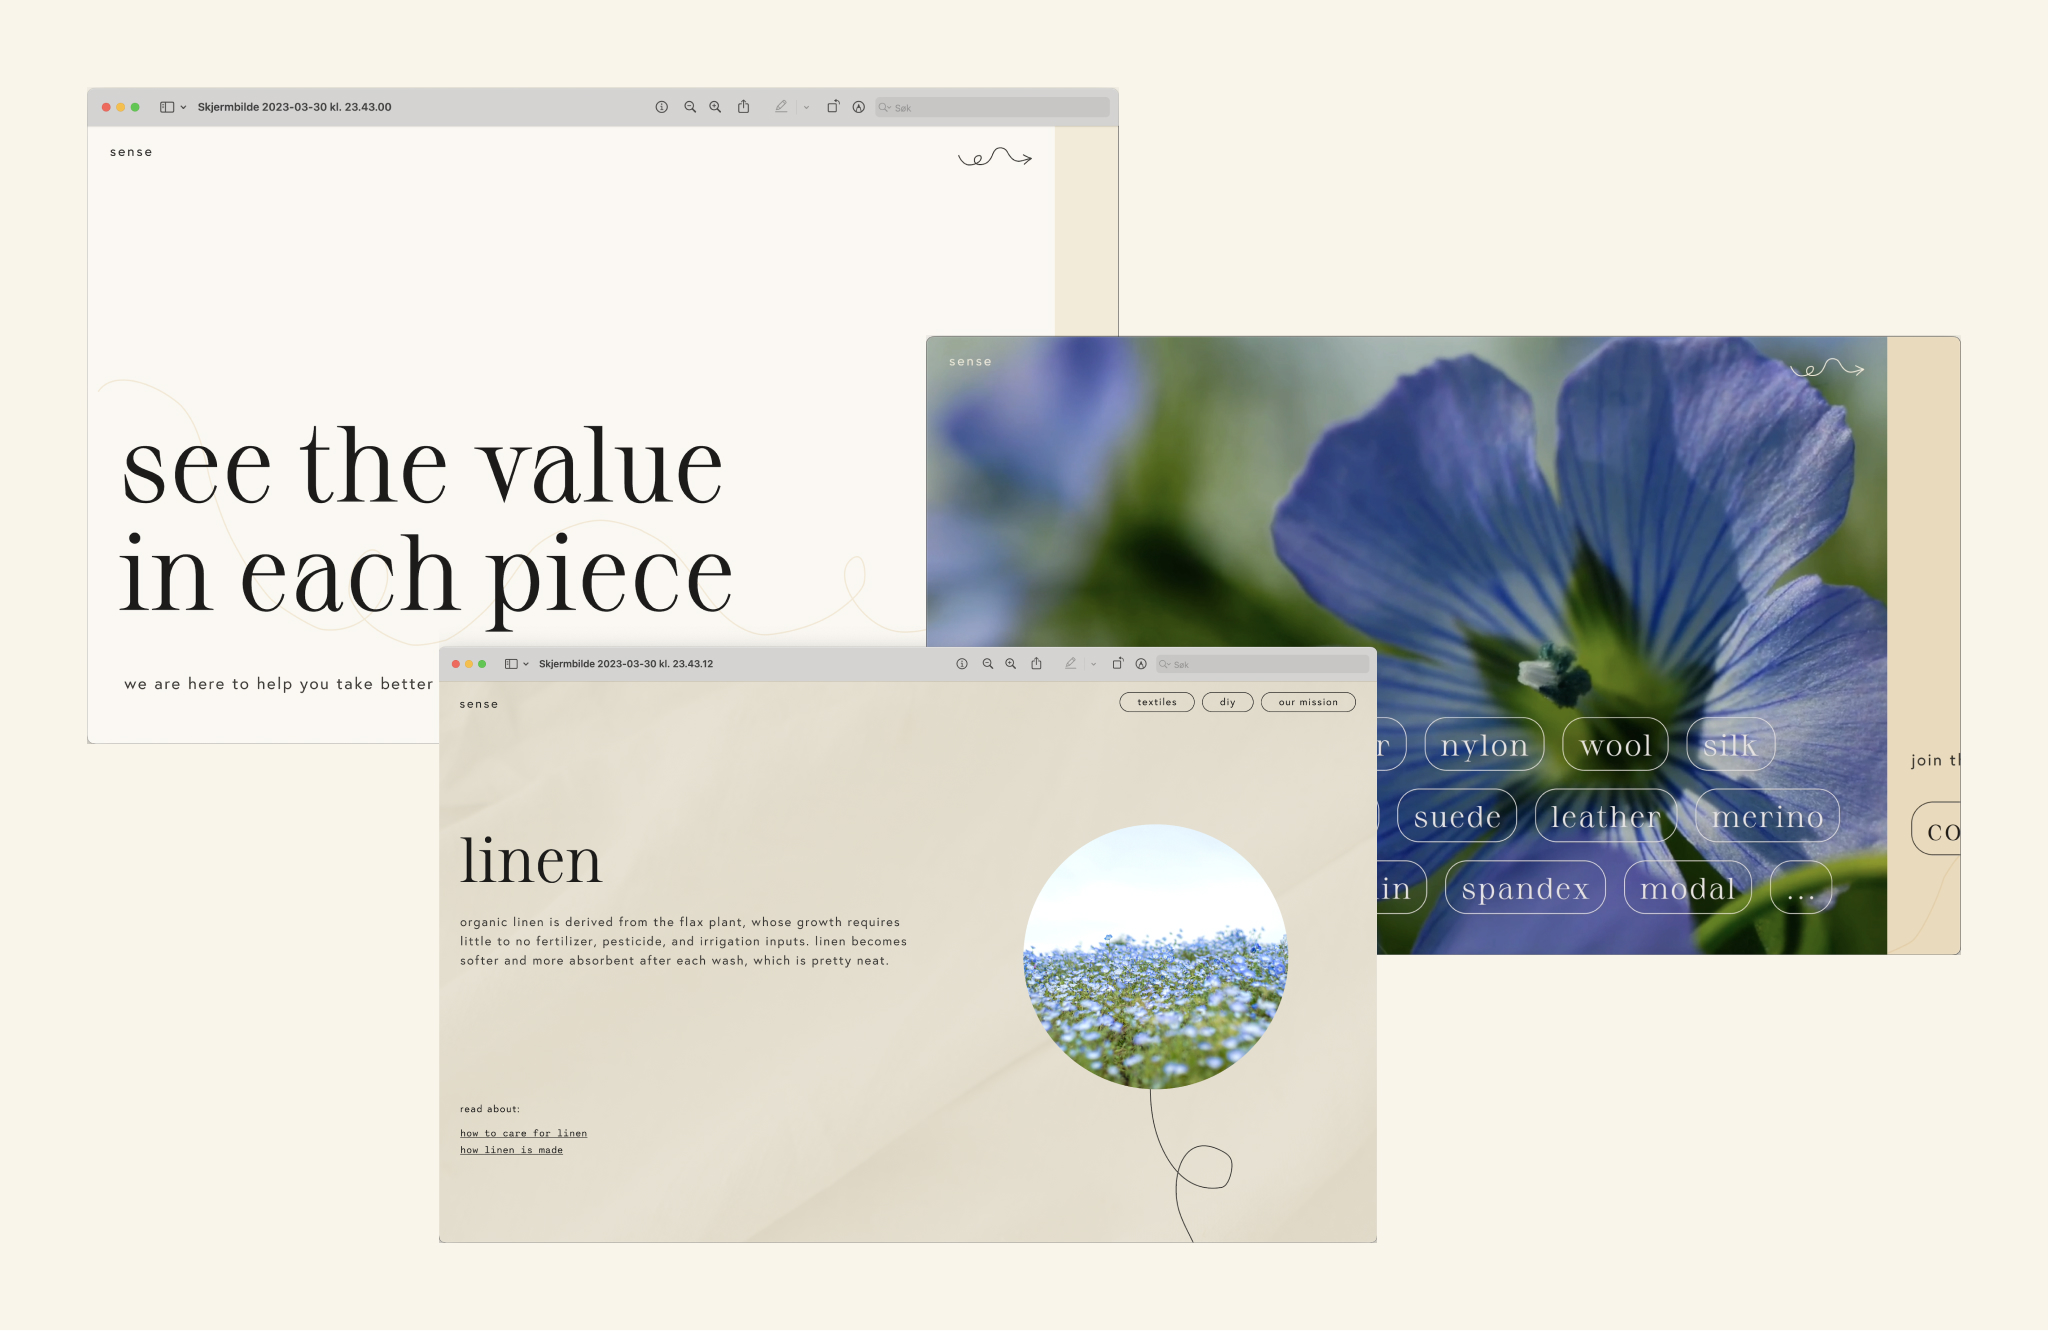 Skjermbilde 2023-03-30 kl. 23.43.00
Søk
sense
see the value
in each piece
we are here to help you take better
sense
nylon wool silk
suede leather merino
spandex modal ...
join
Skjermbilde 2023-03-30 kl. 23.43.12
Søk
sense
textiles diy our mission
linen
organic linen is derived from the flax plant, whose growth requires
little to no fertilizer, pesticide, and irrigation inputs. linen becomes
softer and more absorbent after each wash, which is pretty neat.
read about:
how to care for linen
how linen is made